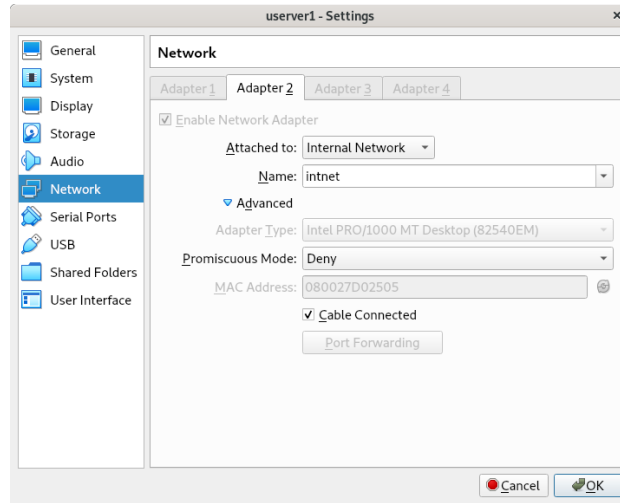 userver1 - Settings
General
System
Display
Storage
Audio
Network
Serial Ports
USB
Shared Folders
User Interface
Network
Adapter 1 Adapter 2 Adapter 3 Adapter 4
Enable Network Adapter
Attached to: Internal Network
Name: intnet
Advanced
Adapter Type: Intel PRO/1000 MT Desktop (82540EM)
Promiscuous Mode: Deny
MAC Address: 080027D02505
Cable Connected
Port Forwarding
Cancel OK